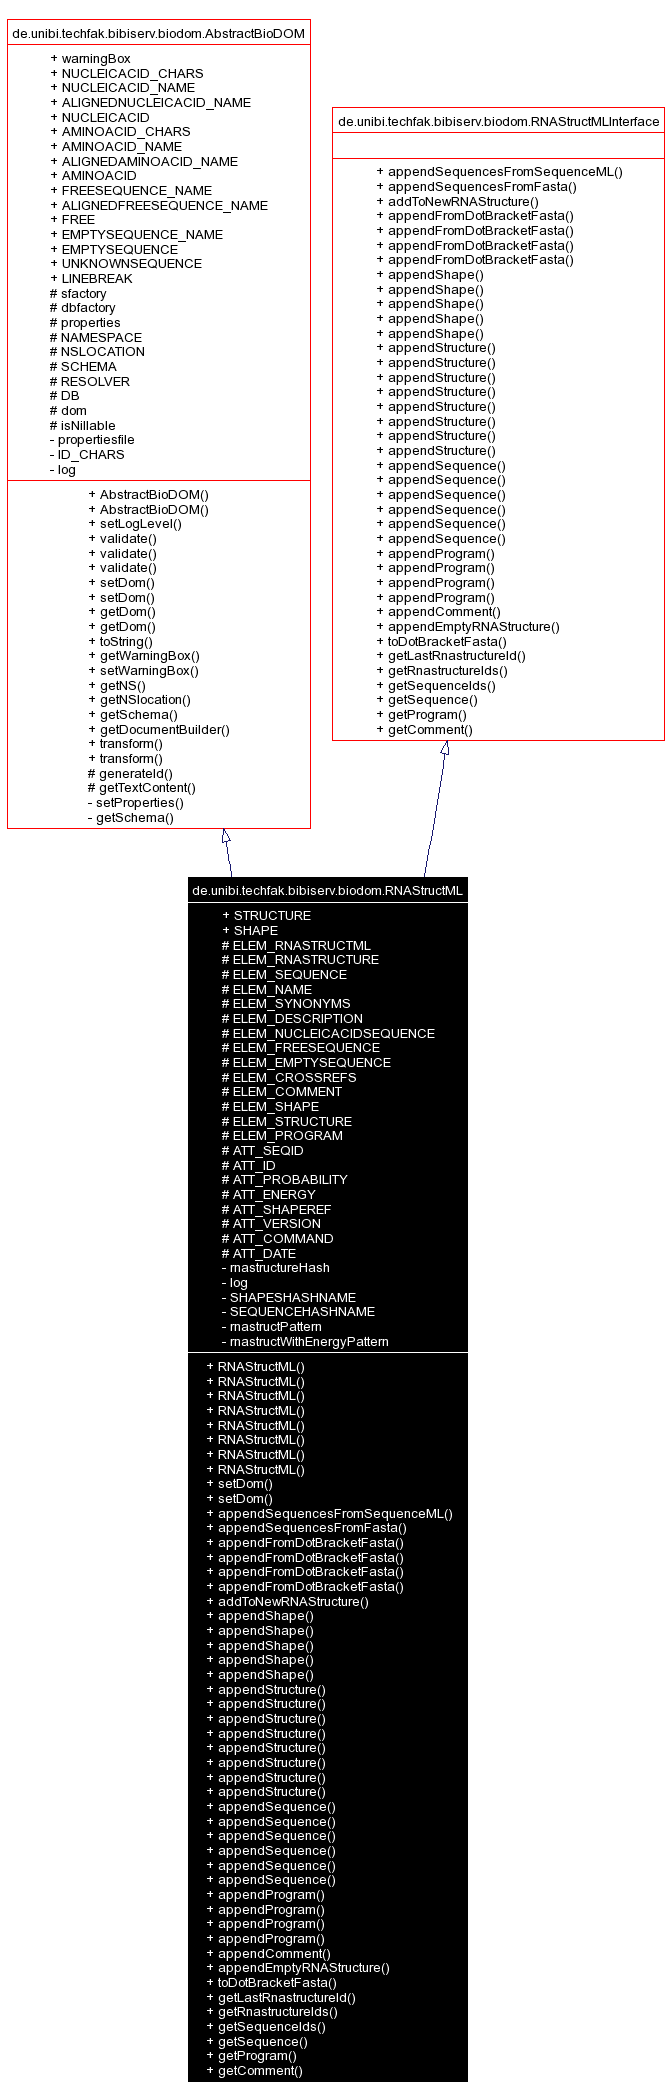 de.unibi.techfak.bibiserv.biodom.AbstractBioDOM
+ warningBox
+ NUCLEICACID_CHARS
+ NUCLEICACID_NAME
+ ALIGNEDNUCLEICACID_NAME
+ NUCLEICACID
+ AMINOACID_CHARS
+ AMINOACID_NAME
+ ALIGNEDAMINOACID_NAME
+ AMINOACID
+ FREESEQUENCE_NAME
+ ALIGNEDFREESEQUENCE_NAME
+ FREE
+ EMPTYSEQUENCE_NAME
+ EMPTYSEQUENCE
+ UNKNOWNSEQUENCE
+ LINEBREAK
# sfactory
# dbfactory
# properties
# NAMESPACE
# NSLOCATION
# SCHEMA
# RESOLVER
# DB
# dom
# isNillable
- propertiesfile
- ID_CHARS
- log
+ AbstractBioDOM()
+ AbstractBioDOM()
+ setLogLevel()
+ validate()
+ validate()
+ validate()
+ setDom()
+ setDom()
+ getDom()
+ getDom()
+ toString()
+ getWarningBox()
+ setWarningBox()
+ getNS()
+ getNSlocation()
+ getSchema()
+ getDocumentBuilder()
+ transform()
+ transform()
# generateId()
# getTextContent()
- setProperties()
- getSchema()
de.unibi.techfak.bibiserv.biodom.RNAStructMLInterface
+ appendSequencesFromSequenceML()
+ appendSequencesFromFasta()
+ addToNewRNAStructure()
+ appendFromDotBracketFasta()
+ appendFromDotBracketFasta()
+ appendFromDotBracketFasta()
+ appendFromDotBracketFasta()
+ appendShape()
+ appendShape()
+ appendShape()
+ appendShape()
+ appendShape()
+ appendStructure()
+ appendStructure()
+ appendStructure()
+ appendStructure()
+ appendStructure()
+ appendStructure()
+ appendStructure()
+ appendStructure()
+ appendSequence()
+ appendSequence()
+ appendSequence()
+ appendSequence()
+ appendSequence()
+ appendSequence()
+ appendProgram()
+ appendProgram()
+ appendProgram()
+ appendProgram()
+ appendComment()
+ appendEmptyRNAStructure()
+ toDotBracketFasta()
+ getLastRnastructureId()
+ getRnastructureIds()
+ getSequenceIds()
+ getSequence()
+ getProgram()
+ getComment()
de.unibi.techfak.bibiserv.biodom.RNAStructML
+ STRUCTURE
+ SHAPE
# ELEM_RNASTRUCTML
# ELEM_RNASTRUCTURE
# ELEM_SEQUENCE
# ELEM_NAME
# ELEM_SYNONYMS
# ELEM_DESCRIPTION
# ELEM_NUCLEICACIDSEQUENCE
# ELEM_FREESEQUENCE
# ELEM_EMPTYSEQUENCE
# ELEM_CROSSREFS
# ELEM_COMMENT
# ELEM_SHAPE
# ELEM_STRUCTURE
# ELEM_PROGRAM
# ATT_SEQID
# ATT_ID
# ATT_PROBABILITY
# ATT_ENERGY
# ATT_SHAPEREF
# ATT_VERSION
# ATT_COMMAND
# ATT_DATE
- rnastructureHash
- log
- SHAPESHASHNAME
- SEQUENCEHASHNAME
- rnastructPattern
- rnastructWithEnergyPattern
+ RNAStructML()
+ RNAStructML()
+ RNAStructML()
+ RNAStructML()
+ RNAStructML()
+ RNAStructML()
+ RNAStructML()
+ RNAStructML()
+ setDom()
+ setDom()
+ appendSequencesFromSequenceML()
+ appendSequencesFromFasta()
+ appendFromDotBracketFasta()
+ appendFromDotBracketFasta()
+ appendFromDotBracketFasta()
+ appendFromDotBracketFasta()
+ addToNewRNAStructure()
+ appendShape()
+ appendShape()
+ appendShape()
+ appendShape()
+ appendShape()
+ appendStructure()
+ appendStructure()
+ appendStructure()
+ appendStructure()
+ appendStructure()
+ appendStructure()
+ appendStructure()
+ appendStructure()
+ appendSequence()
+ appendSequence()
+ appendSequence()
+ appendSequence()
+ appendSequence()
+ appendSequence()
+ appendProgram()
+ appendProgram()
+ appendProgram()
+ appendProgram()
+ appendComment()
+ appendEmptyRNAStructure()
+ toDotBracketFasta()
+ getLastRnastructureId()
+ getRnastructureIds()
+ getSequenceIds()
+ getSequence()
+ getProgram()
+ getComment()